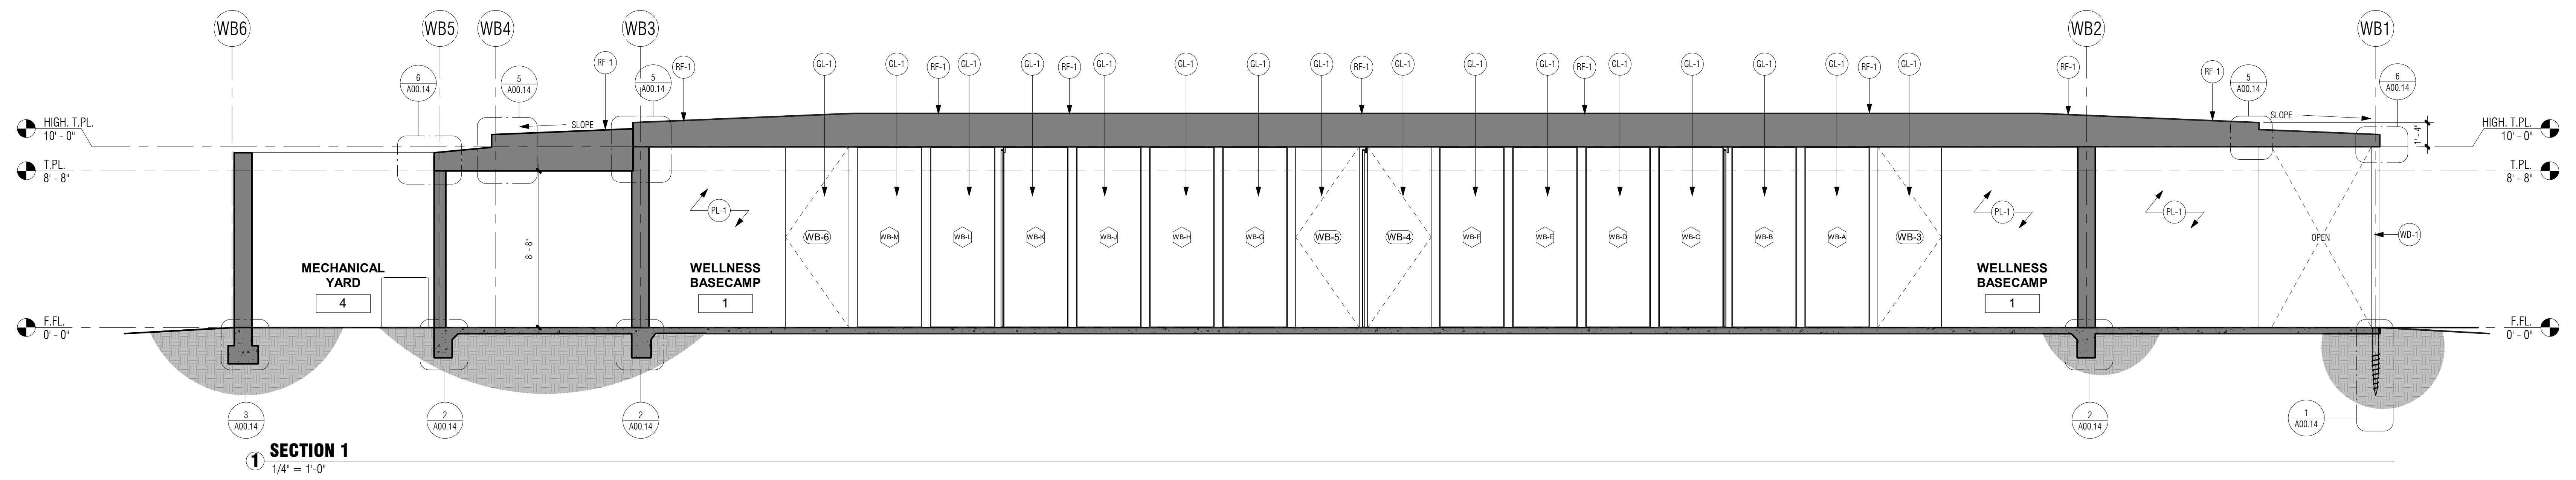 WB6
WB5
WB4
WB3
WB2
WB1
6
A00.14
5
A00.14
RF-1
5
A00.14
RF-1
GL-1
GL-1
RF-1
GL-1
GL-1
RF-1
GL-1
GL-1
GL-1
GL-1
RF-1
GL-1
GL-1
GL-1
RF-1
GL-1
GL-1
GL-1
GL-1
RF-1
GL-1
RF-1
RF-1
5
A00.14
6
A00.14
HIGH. T.PL.
10' - 0"
SLOPE
SLOPE
1' - 4"
HIGH. T.PL.
10' - 0"
T.PL.
8' - 8"
T.PL.
8' - 8"
PL-1
PL-1
PL-1
8' - 8"
WB-6
WB-M
WB-L
WB-K
WB-J
WB-H
WB-G
WB-5
WB-4
WB-F
WB-E
WB-D
WB-C
WB-B
WB-A
WB-3
OPEN
WD-1
MECHANICAL
YARD
4
WELLNESS
BASECAMP
1
WELLNESS
BASECAMP
1
F.FL.
0' - 0"
F.FL.
0' - 0"
3
A00.14
2
A00.14
2
A00.14
2
A00.14
1
A00.14
1
SECTION 1
1/4" = 1'-0"